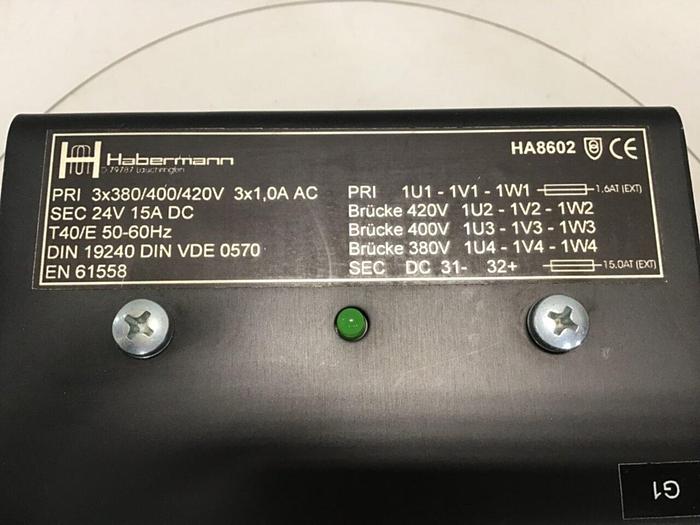 Habermann
D 79787 Lauchringen
HA8602 CE
PRI 3x380/400/420V 3x1,0A AC
SEC 24V 15A DC
T40/E 50-60Hz
DIN 19240 DIN VDE 0570
EN 61558
PRI 1U1 - 1V1 - 1W1 1,6AT (EXT)
Brücke 420V 1U2 - 1V2 - 1W2
Brücke 400V 1U3 - 1V3 - 1W3
Brücke 380V 1U4 - 1V4 - 1W4
SEC DC 31- 32+ 15.0AT (EXT)
G1